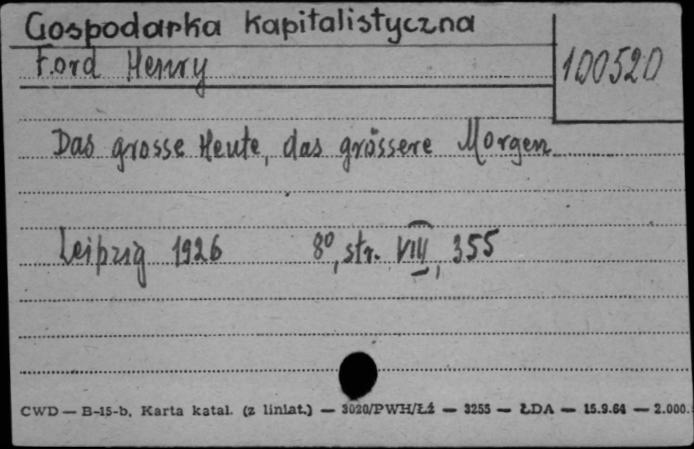 Gospodarka kapitalistyczna
Ford Henry
100520
Das grosse Heute, das grössere Morgen
Leipzig 1926 8°, str. VIII, 355
CWD — B-15-b, Karta katal. (z liniat.) — 3020/PWH/Łź — 3255 — ŁDA — 15.9.64 — 2.000.